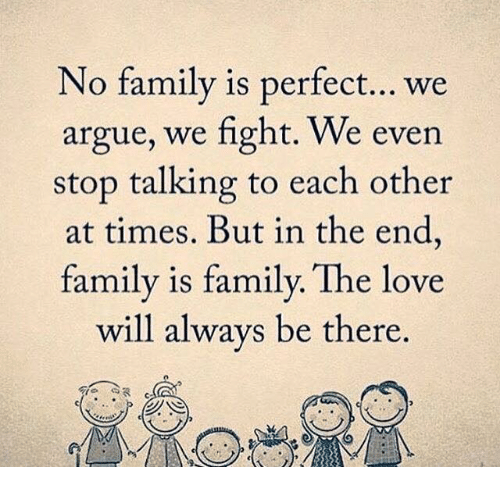 No family is perfect... we
argue, we fight. We even
stop talking to each other
at times. But in the end,
family is family. The love
will always be there.